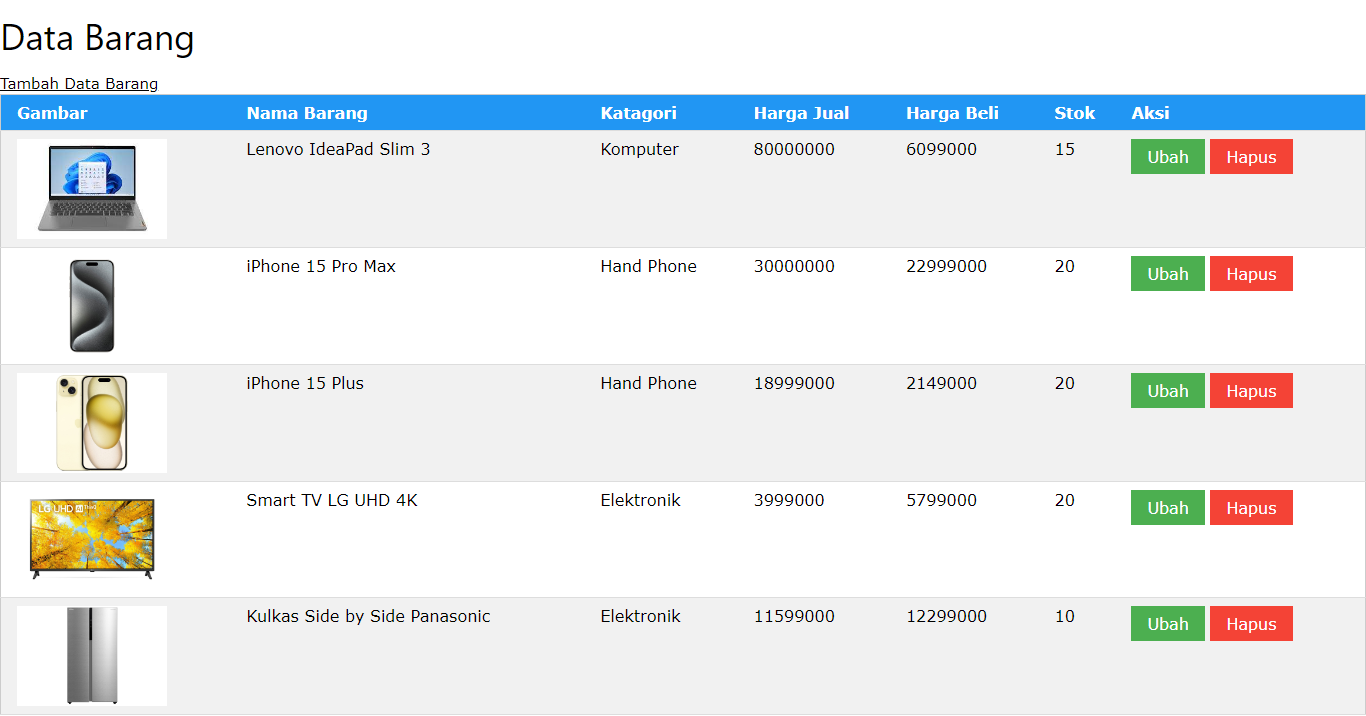 Data Barang
Tambah Data Barang
Gambar Nama Barang Katagori Harga Jual Harga Beli Stok Aksi
Lenovo IdeaPad Slim 3 Komputer 80000000 6099000 15 Ubah Hapus
iPhone 15 Pro Max Hand Phone 30000000 22999000 20 Ubah Hapus
iPhone 15 Plus Hand Phone 18999000 2149000 20 Ubah Hapus
LG UHD AI ThinQ
Smart TV LG UHD 4K Elektronik 3999000 5799000 20 Ubah Hapus
Kulkas Side by Side Panasonic Elektronik 11599000 12299000 10 Ubah Hapus